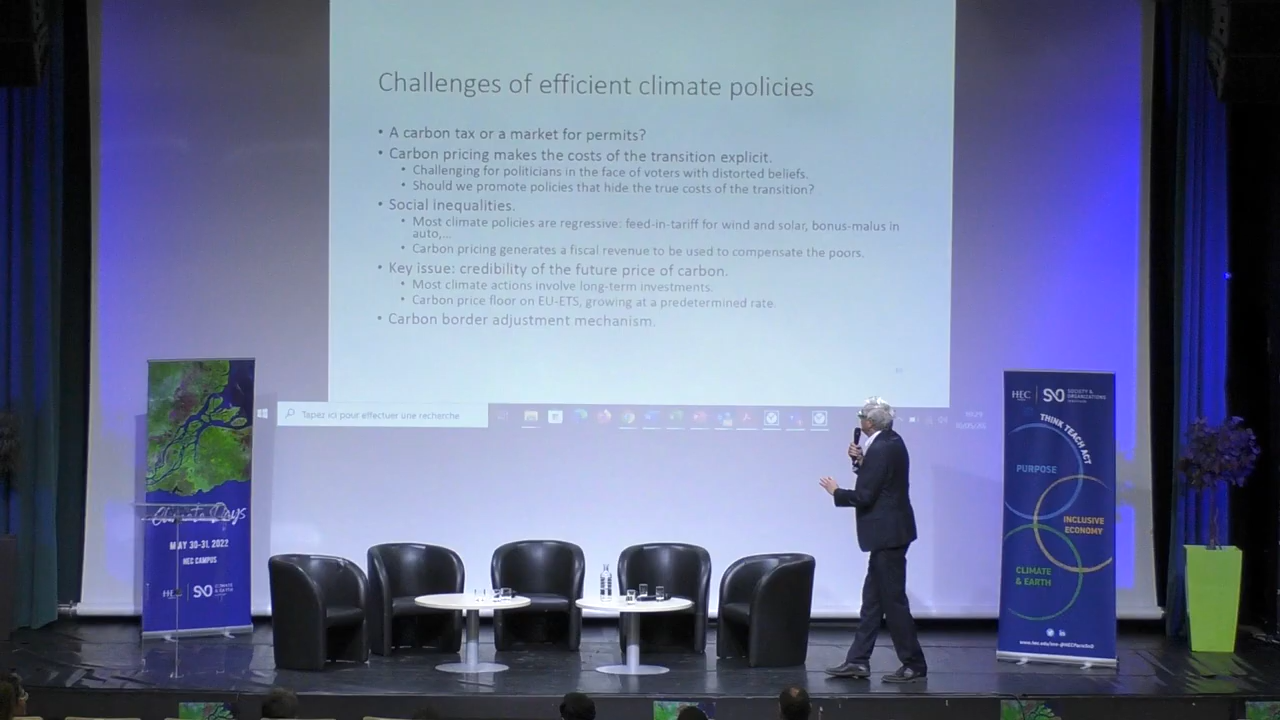 Challenges of efficient climate policies
• A carbon tax or a market for permits?
• Carbon pricing makes the costs of the transition explicit.
• Challenging for politicians in the face of voters with distorted beliefs.
• Should we promote policies that hide the true costs of the transition?
• Social inequalities.
• Most climate policies are regressive: feed-in-tariff for wind and solar, bonus-malus in
auto,...
• Carbon pricing generates a fiscal revenue to be used to compensate the poors.
• Key issue: credibility of the future price of carbon.
• Most climate actions involve long-term investments.
• Carbon price floor on EU-ETS, growing at a predetermined rate.
• Carbon border adjustment mechanism.
Tapez ici pour effectuer une recherche
Climate Days
MAY 30-31, 2022
HEC CAMPUS
HEC
S&O
CLIMATE
& EARTH
HEC
S&O
SOCIETY &
ORGANIZATIONS
THINK TEACH ACT
PURPOSE
INCLUSIVE
ECONOMY
CLIMATE
& EARTH